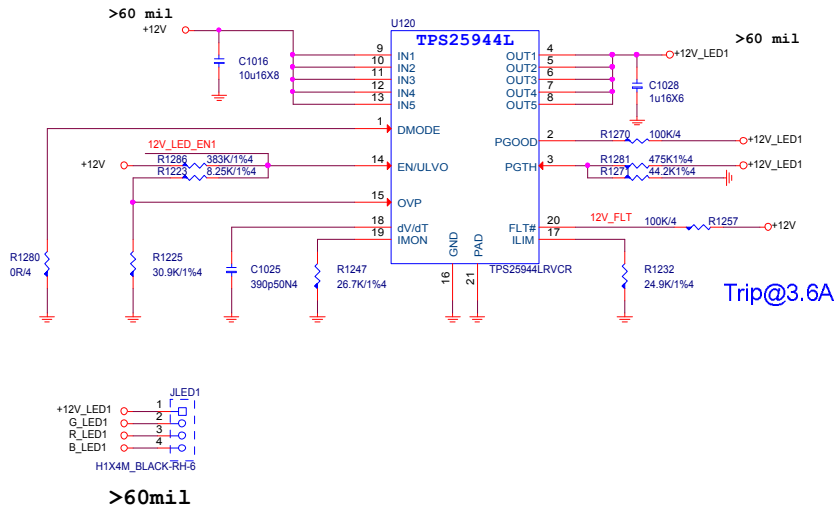 >60 mil
+12V
U120
TPS25944L
>60 mil
C1016
10u16X8
9 IN1
10 IN2
11 IN3
12 IN4
13 IN5
OUT1 4
OUT2 5
OUT3 6
OUT4 7
OUT5 8
+12V_LED1
C1028
1u16X6
1 DMODE
PGOOD 2 R1270 100K/4 +12V_LED1
12V_LED_EN1
+12V R1286 383K/1%4 14 EN/ULVO
R1223 8.25K/1%4
PGTH 3 R1281 475K1%4 +12V_LED1
R1271 44.2K1%4
15 OVP
18 dV/dT
19 IMON
FLT# 20 12V_FLT 100K/4 R1257 +12V
ILIM 17
GND PAD
16 21
TPS25944LRVCR
R1280
0R/4
R1225
30.9K/1%4
C1025
390p50N4
R1247
26.7K/1%4
R1232
24.9K/1%4
Trip@3.6A
JLED1
+12V_LED1 1
G_LED1 2
R_LED1 3
B_LED1 4
H1X4M_BLACK-RH-6
>60mil